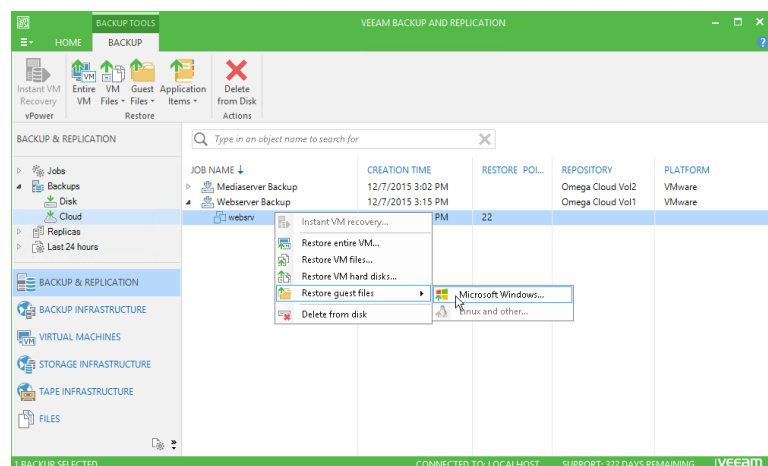 BACKUP TOOLS
VEEAM BACKUP AND REPLICATION
HOME BACKUP
?
Instant VM Recovery
Entire VM
VM Files
Guest Files
Application Items
Delete from Disk
vPower Restore Actions
BACKUP & REPLICATION
Type in an object name to search for
JOB NAME CREATION TIME RESTORE POI... REPOSITORY PLATFORM
Jobs
Backups
Disk
Cloud
Replicas
Last 24 hours
Mediaserver Backup 12/7/2015 3:02 PM Omega Cloud Vol2 VMware
Webserver Backup 12/7/2015 3:15 PM Omega Cloud Vol1 VMware
websrv PM 22
Instant VM recovery...
Restore entire VM...
Restore VM files...
Restore VM hard disks...
Restore guest files
Delete from disk
Microsoft Windows...
Linux and other...
BACKUP & REPLICATION
BACKUP INFRASTRUCTURE
VM
VIRTUAL MACHINES
STORAGE INFRASTRUCTURE
TAPE INFRASTRUCTURE
FILES
1 BACKUP SELECTED CONNECTED TO: LOCALHOST SUPPORT: 322 DAYS REMAINING veeam